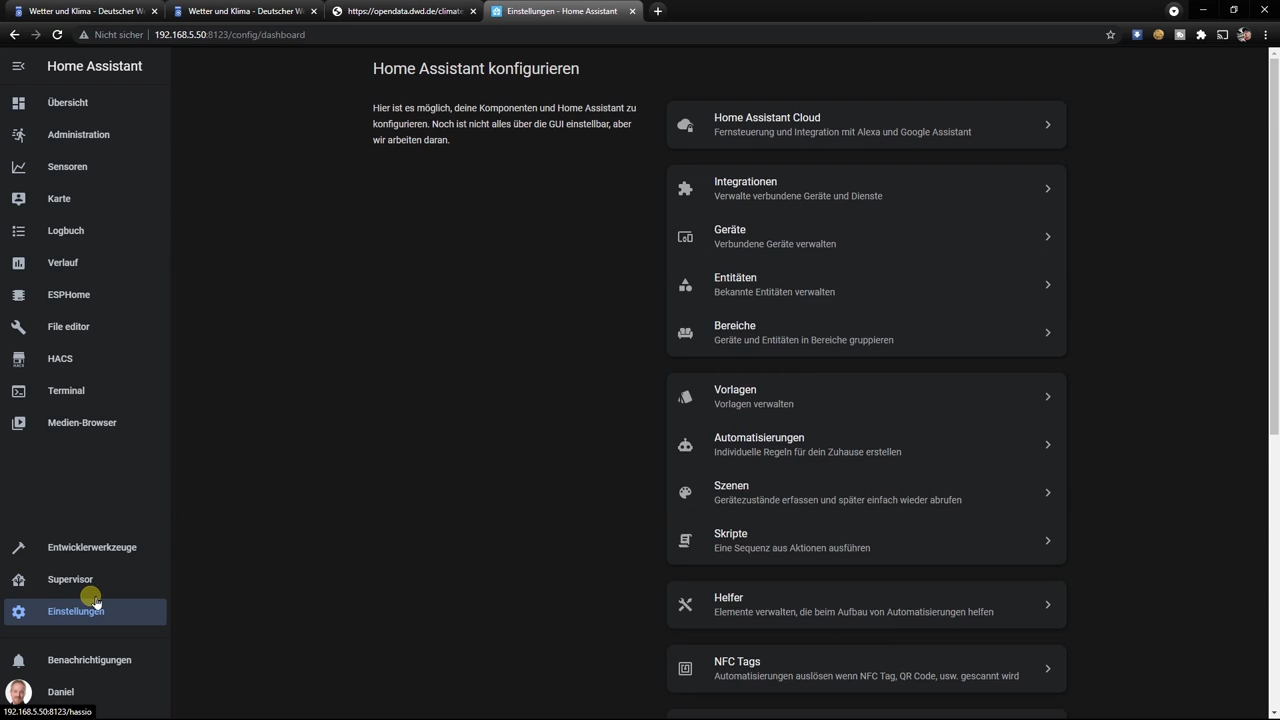 Wetter und Klima - Deutscher W
Wetter und Klima - Deutscher W
https://opendata.dwd.de/climate
Einstellungen - Home Assistant
Nicht sicher
192.168.5.50:8123/config/dashboard
Home Assistant
Übersicht
Administration
Sensoren
Karte
Logbuch
Verlauf
ESPHome
File editor
HACS
HACS
Terminal
Medien-Browser
Entwicklerwerkzeuge
Supervisor
Einstellungen
Benachrichtigungen
Daniel
192.168.5.50:8123/hassio
Home Assistant konfigurieren
Hier ist es möglich, deine Komponenten und Home Assistant zu
konfigurieren. Noch ist nicht alles über die GUI einstellbar, aber
wir arbeiten daran.
Home Assistant Cloud
Fernsteuerung und Integration mit Alexa und Google Assistant
Integrationen
Verwalte verbundene Geräte und Dienste
Geräte
Verbundene Geräte verwalten
Entitäten
Bekannte Entitäten verwalten
Bereiche
Geräte und Entitäten in Bereiche gruppieren
Vorlagen
Vorlagen verwalten
Automatisierungen
Individuelle Regeln für dein Zuhause erstellen
Szenen
Gerätezustände erfassen und später einfach wieder abrufen
Skripte
Eine Sequenz aus Aktionen ausführen
Helfer
Elemente verwalten, die beim Aufbau von Automatisierungen helfen
NFC Tags
Automatisierungen auslösen wenn NFC Tag, QR Code, usw. gescannt wird